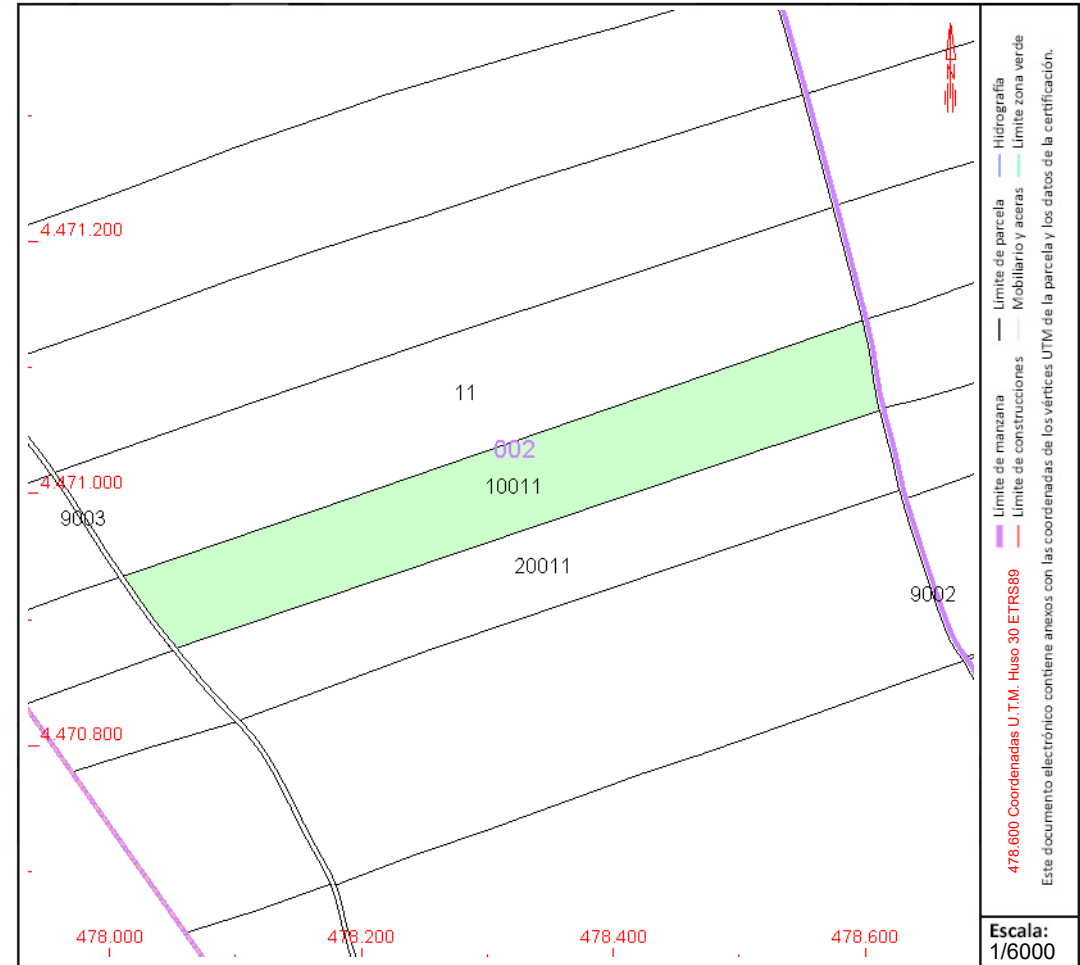 4.471.200
11
002
4.471.000
10011
9003
20011
9002
4.470.800
478.000
478.200
478.400
478.600
N
Hidrografía
Límite zona verde
Límite de parcela
Mobiliario y aceras
Límite de manzana
Límite de construcciones
478.600 Coordenadas U.T.M. Huso 30 ETRS89
Este documento electrónico contiene anexos con las coordenadas de los vértices UTM de la parcela y los datos de la certificación.
Escala:
1/6000